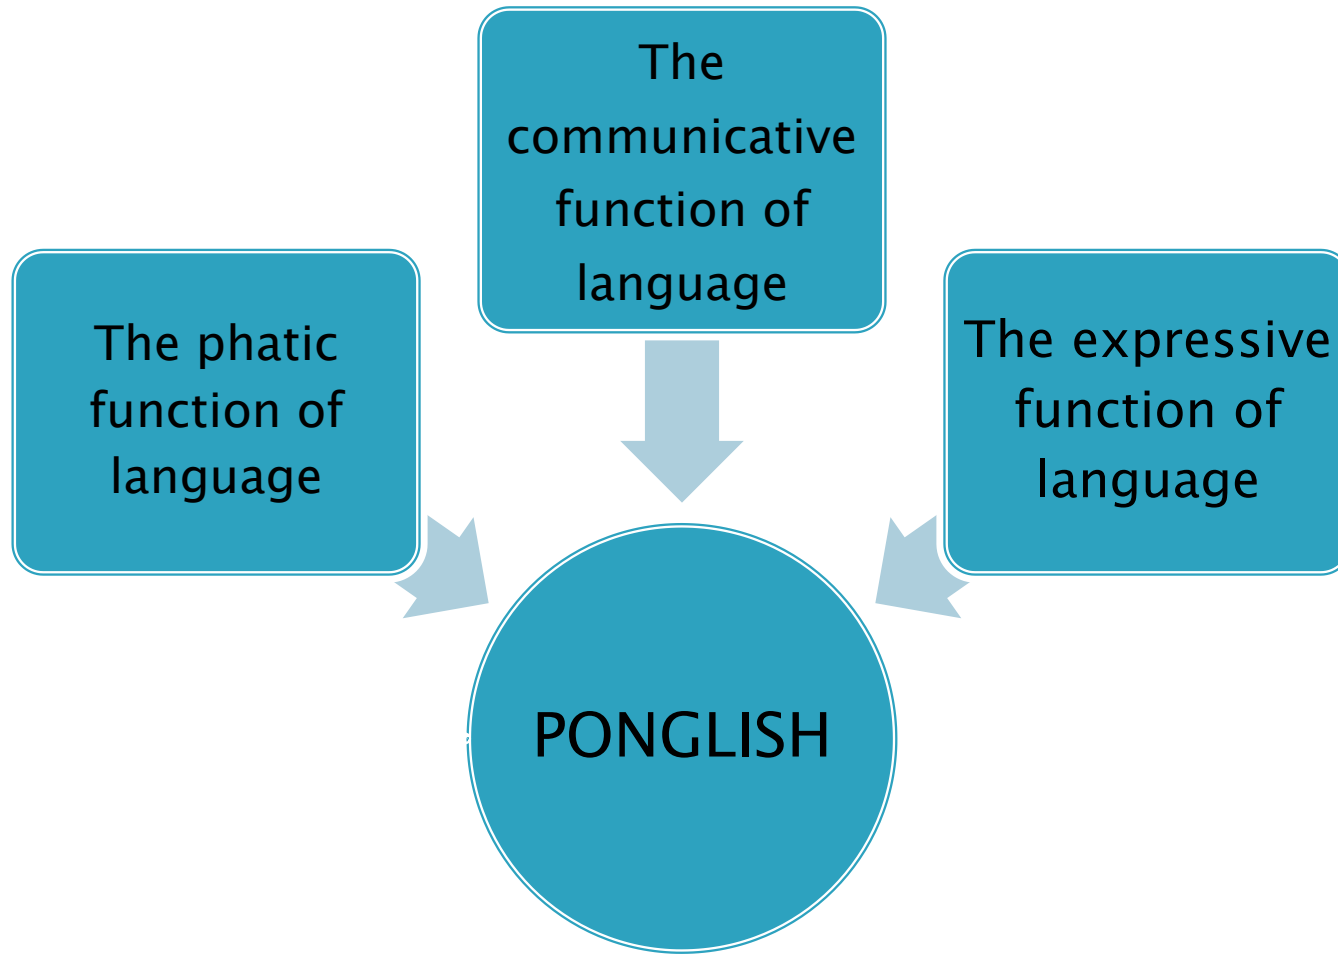 The phatic
function of
language
The
communicative
function of
language
The expressive
function of
language
PONGLISH